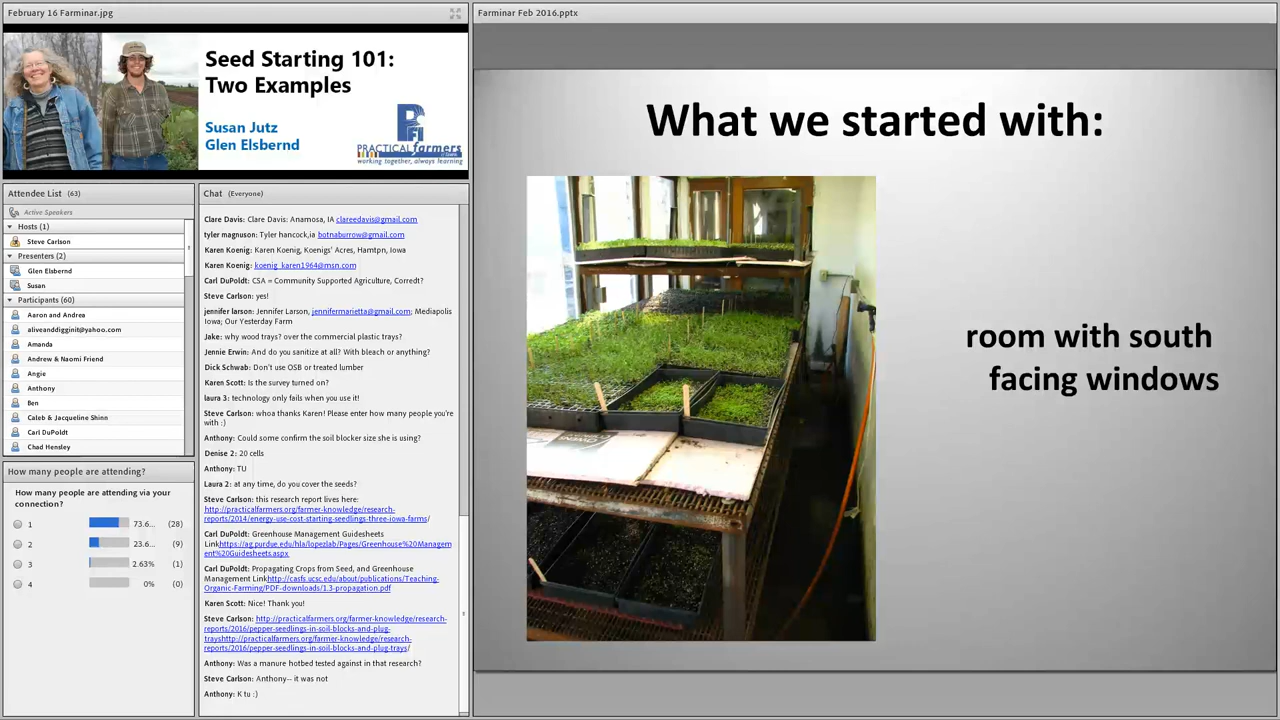 February 16 Farminar.jpg
Seed Starting 101:
Two Examples
Susan Jutz
Glen Elsbernd
PFI
PRACTICAL farmers
working together, always learning
Attendee List (63)
Active Speakers
Hosts (1)
Steve Carlson
Presenters (2)
Glen Elsbernd
Susan
Participants (60)
Aaron and Andrea
aliveanddigginit@yahoo.com
Amanda
Andrew & Naomi Friend
Angie
Anthony
Ben
Caleb & Jacqueline Shinn
Carl DuPoldt
Chad Hensley
How many people are attending?
How many people are attending via your
connection?
1 73.6... (28)
2 23.6... (9)
3 2.63% (1)
4 0% (0)
Chat (Everyone)
Clare Davis: Clare Davis: Anamosa, IA clareedavis@gmail.com
tyler magnuson: Tyler hancock,ia botnaburrow@gmail.com
Karen Koenig: Karen Koenig, Koenigs' Acres, Hamtpn, Iowa
Karen Koenig: koenig_karen1964@msn.com
Carl DuPoldt: CSA = Community Supported Agriculture, Corredt?
Steve Carlson: yes!
jennifer larson: Jennifer Larson, jennifermarietta@gmail.com; Mediapolis
Iowa; Our Yesterday Farm
Jake: why wood trays? over the commercial plastic trays?
Jennie Erwin: And do you sanitize at all? With bleach or anything?
Dick Schwab: Don't use OSB or treated lumber
Karen Scott: Is the survey turned on?
laura 3: technology only fails when you use it!
Steve Carlson: whoa thanks Karen! Please enter how many people you're
with :)
Anthony: Could some confirm the soil blocker size she is using?
Denise 2: 20 cells
Anthony: TU
Laura 2: at any time, do you cover the seeds?
Steve Carlson: this research report lives here:
http://practicalfarmers.org/farmer-knowledge/research-
reports/2014/energy-use-cost-starting-seedlings-three-iowa-farms/
Carl DuPoldt: Greenhouse Management Guidesheets
Linkhttps://ag.purdue.edu/hla/lopezlab/Pages/Greenhouse%20Managem
ent%20Guidesheets.aspx
Carl DuPoldt: Propagating Crops from Seed, and Greenhouse
Management Linkhttp://casfs.ucsc.edu/about/publications/Teaching-
Organic-Farming/PDF-downloads/1.3-propagation.pdf
Karen Scott: Nice! Thank you!
Steve Carlson: http://practicalfarmers.org/farmer-knowledge/research-
reports/2016/pepper-seedlings-in-soil-blocks-and-plug-
trayshttp://practicalfarmers.org/farmer-knowledge/research-
reports/2016/pepper-seedlings-in-soil-blocks-and-plug-trays/
Anthony: Was a manure hotbed tested against in that research?
Steve Carlson: Anthony-- it was not
Anthony: K tu :)
Farminar Feb 2016.pptx
What we started with:
room with south
facing windows